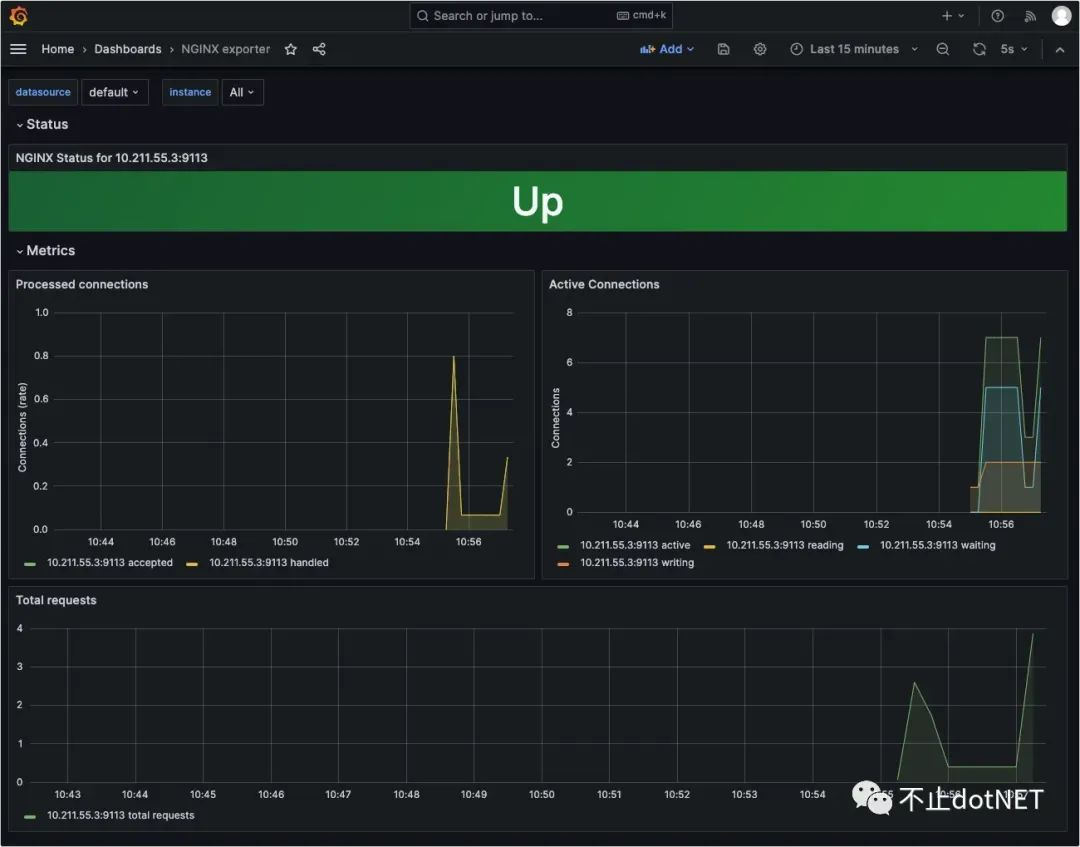 Search or jump to... cmd+k
Home › Dashboards › NGINX exporter Add Last 15 minutes 5s
datasource default instance All
Status
NGINX Status for 10.211.55.3:9113
Up
Metrics
Processed connections
1.0
0.8
0.6
0.4
0.2
0.0
Connections (rate)
10:44 10:46 10:48 10:50 10:52 10:54 10:56
10.211.55.3:9113 accepted 10.211.55.3:9113 handled
Active Connections
8
6
4
2
0
Connections
10:44 10:46 10:48 10:50 10:52 10:54 10:56
10.211.55.3:9113 active 10.211.55.3:9113 reading 10.211.55.3:9113 waiting
10.211.55.3:9113 writing
Total requests
4
3
2
1
0
10:43 10:44 10:45 10:46 10:47 10:48 10:49 10:50 10:51 10:52 10:53 10:54
10.211.55.3:9113 total requests
不止dotNET